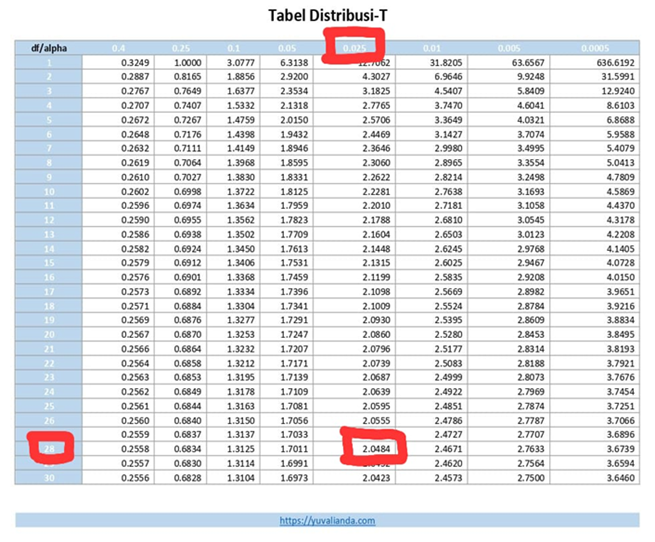 Tabel Distribusi-T
df/alpha 0.4 0.25 0.1 0.05 0.025 0.01 0.005 0.0005
1 0.3249 1.0000 3.0777 6.3138 12.7062 31.8205 63.6567 636.6192
2 0.2887 0.8165 1.8856 2.9200 4.3027 6.9646 9.9248 31.5991
3 0.2767 0.7649 1.6377 2.3534 3.1825 4.5407 5.8409 12.9240
4 0.2707 0.7407 1.5332 2.1318 2.7765 3.7470 4.6041 8.6103
5 0.2672 0.7267 1.4759 2.0150 2.5706 3.3649 4.0321 6.8688
6 0.2648 0.7176 1.4398 1.9432 2.4469 3.1427 3.7074 5.9588
7 0.2632 0.7111 1.4149 1.8946 2.3646 2.9980 3.4995 5.4079
8 0.2619 0.7064 1.3968 1.8595 2.3060 2.8965 3.3554 5.0413
9 0.2610 0.7027 1.3830 1.8331 2.2622 2.8214 3.2498 4.7809
10 0.2602 0.6998 1.3722 1.8125 2.2281 2.7638 3.1693 4.5869
11 0.2596 0.6974 1.3634 1.7959 2.2010 2.7181 3.1058 4.4370
12 0.2590 0.6955 1.3562 1.7823 2.1788 2.6810 3.0545 4.3178
13 0.2586 0.6938 1.3502 1.7709 2.1604 2.6503 3.0123 4.2208
14 0.2582 0.6924 1.3450 1.7613 2.1448 2.6245 2.9768 4.1405
15 0.2579 0.6912 1.3406 1.7531 2.1315 2.6025 2.9467 4.0728
16 0.2576 0.6901 1.3368 1.7459 2.1199 2.5835 2.9208 4.0150
17 0.2573 0.6892 1.3334 1.7396 2.1098 2.5669 2.8982 3.9651
18 0.2571 0.6884 1.3304 1.7341 2.1009 2.5524 2.8784 3.9216
19 0.2569 0.6876 1.3277 1.7291 2.0930 2.5395 2.8609 3.8834
20 0.2567 0.6870 1.3253 1.7247 2.0860 2.5280 2.8453 3.8495
21 0.2566 0.6864 1.3232 1.7207 2.0796 2.5177 2.8314 3.8193
22 0.2564 0.6858 1.3212 1.7171 2.0739 2.5083 2.8188 3.7921
23 0.2563 0.6853 1.3195 1.7139 2.0687 2.4999 2.8073 3.7676
24 0.2562 0.6849 1.3178 1.7109 2.0639 2.4922 2.7969 3.7454
25 0.2561 0.6844 1.3163 1.7081 2.0595 2.4851 2.7874 3.7251
26 0.2560 0.6840 1.3150 1.7056 2.0555 2.4786 2.7787 3.7066
0.2559 0.6837 1.3137 1.7033 2.4727 2.7707 3.6896
28 0.2558 0.6834 1.3125 1.7011 2.0484 2.4671 2.7633 3.6739
0.2557 0.6830 1.3114 1.6991 2.4620 2.7564 3.6594
30 0.2556 0.6828 1.3104 1.6973 2.0423 2.4573 2.7500 3.6460
https://yuvalianda.com